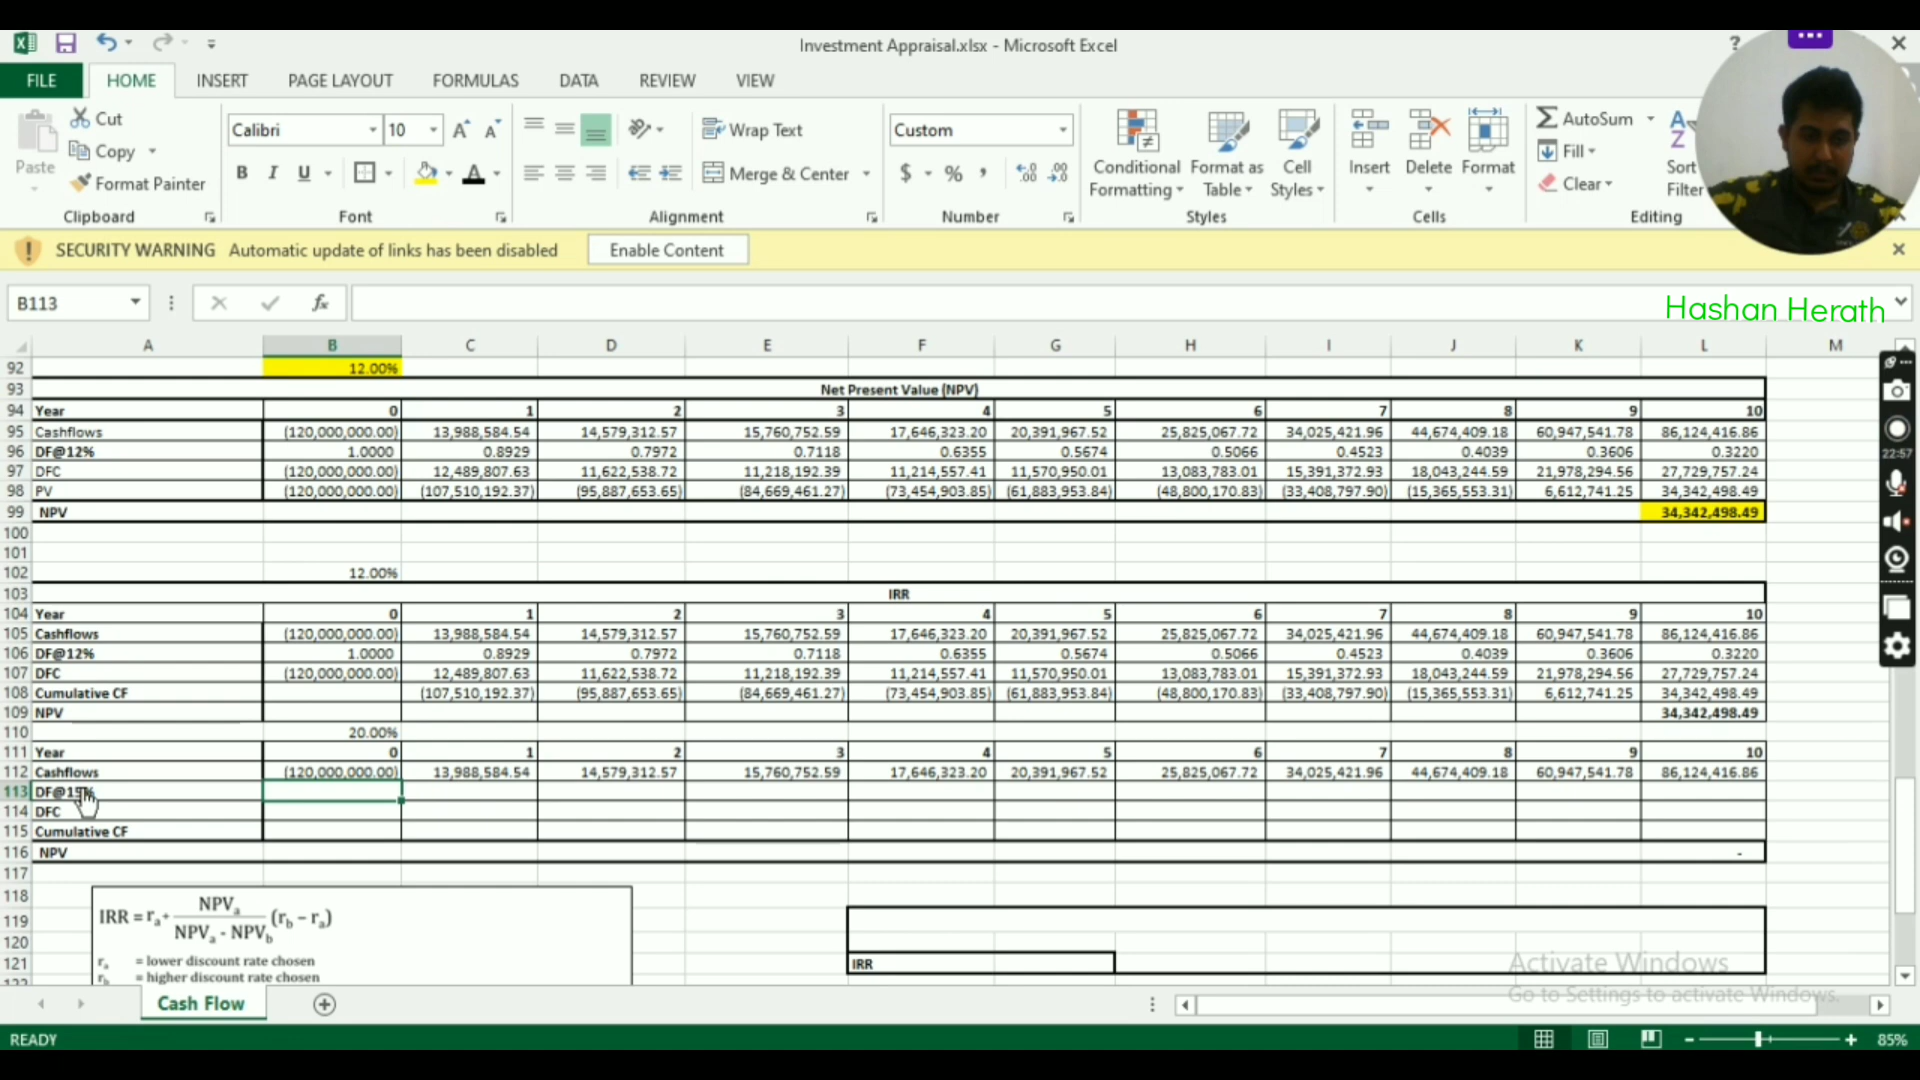 Investment Appraisal.xlsx - Microsoft Excel
?
FILE HOME INSERT PAGE LAYOUT FORMULAS DATA REVIEW VIEW
Paste
Cut
Copy
Format Painter
Clipboard
Calibri 10
B I U
Font
Wrap Text
Merge & Center
Alignment
Custom
$ % ,
Number
Conditional Formatting
Format as Table
Cell Styles
Styles
Insert Delete Format
Cells
AutoSum
Fill
Clear
Sort
Filter
Editing
SECURITY WARNING Automatic update of links has been disabled Enable Content
B113 fx
Hashan Herath
A B C D E F G H I J K L M
92 12.00%
93 Net Present Value (NPV)
94 Year 0 1 2 3 4 5 6 7 8 9 10
95 Cashflows (120,000,000.00) 13,988,584.54 14,579,312.57 15,760,752.59 17,646,323.20 20,391,967.52 25,825,067.72 34,025,421.96 44,674,409.18 60,947,541.78 86,124,416.86
96 DF@12% 1.0000 0.8929 0.7972 0.7118 0.6355 0.5674 0.5066 0.4523 0.4039 0.3606 0.3220
97 DFC (120,000,000.00) 12,489,807.63 11,622,538.72 11,218,192.39 11,214,557.41 11,570,950.01 13,083,783.01 15,391,372.93 18,043,244.59 21,978,294.56 27,729,757.24
98 PV (120,000,000.00) (107,510,192.37) (95,887,653.65) (84,669,461.27) (73,454,903.85) (61,883,953.84) (48,800,170.83) (33,408,797.90) (15,365,553.31) 6,612,741.25 34,342,498.49
99 NPV 34,342,498.49
100
101
102 12.00%
103 IRR
104 Year 0 1 2 3 4 5 6 7 8 9 10
105 Cashflows (120,000,000.00) 13,988,584.54 14,579,312.57 15,760,752.59 17,646,323.20 20,391,967.52 25,825,067.72 34,025,421.96 44,674,409.18 60,947,541.78 86,124,416.86
106 DF@12% 1.0000 0.8929 0.7972 0.7118 0.6355 0.5674 0.5066 0.4523 0.4039 0.3606 0.3220
107 DFC (120,000,000.00) 12,489,807.63 11,622,538.72 11,218,192.39 11,214,557.41 11,570,950.01 13,083,783.01 15,391,372.93 18,043,244.59 21,978,294.56 27,729,757.24
108 Cumulative CF (107,510,192.37) (95,887,653.65) (84,669,461.27) (73,454,903.85) (61,883,953.84) (48,800,170.83) (33,408,797.90) (15,365,553.31) 6,612,741.25 34,342,498.49
109 NPV 34,342,498.49
110 20.00%
111 Year 0 1 2 3 4 5 6 7 8 9 10
112 Cashflows (120,000,000.00) 13,988,584.54 14,579,312.57 15,760,752.59 17,646,323.20 20,391,967.52 25,825,067.72 34,025,421.96 44,674,409.18 60,947,541.78 86,124,416.86
113
114 DFC
115 Cumulative CF
116 NPV -
117
118
119
120
121 IRR
IRR = ra + NPVa / NPVa - NPVb (rb – ra)
ra = lower discount rate chosen
rb = higher discount rate chosen
22:57
Activate Windows
Go to Settings to activate Windows.
Cash Flow
READY 85%